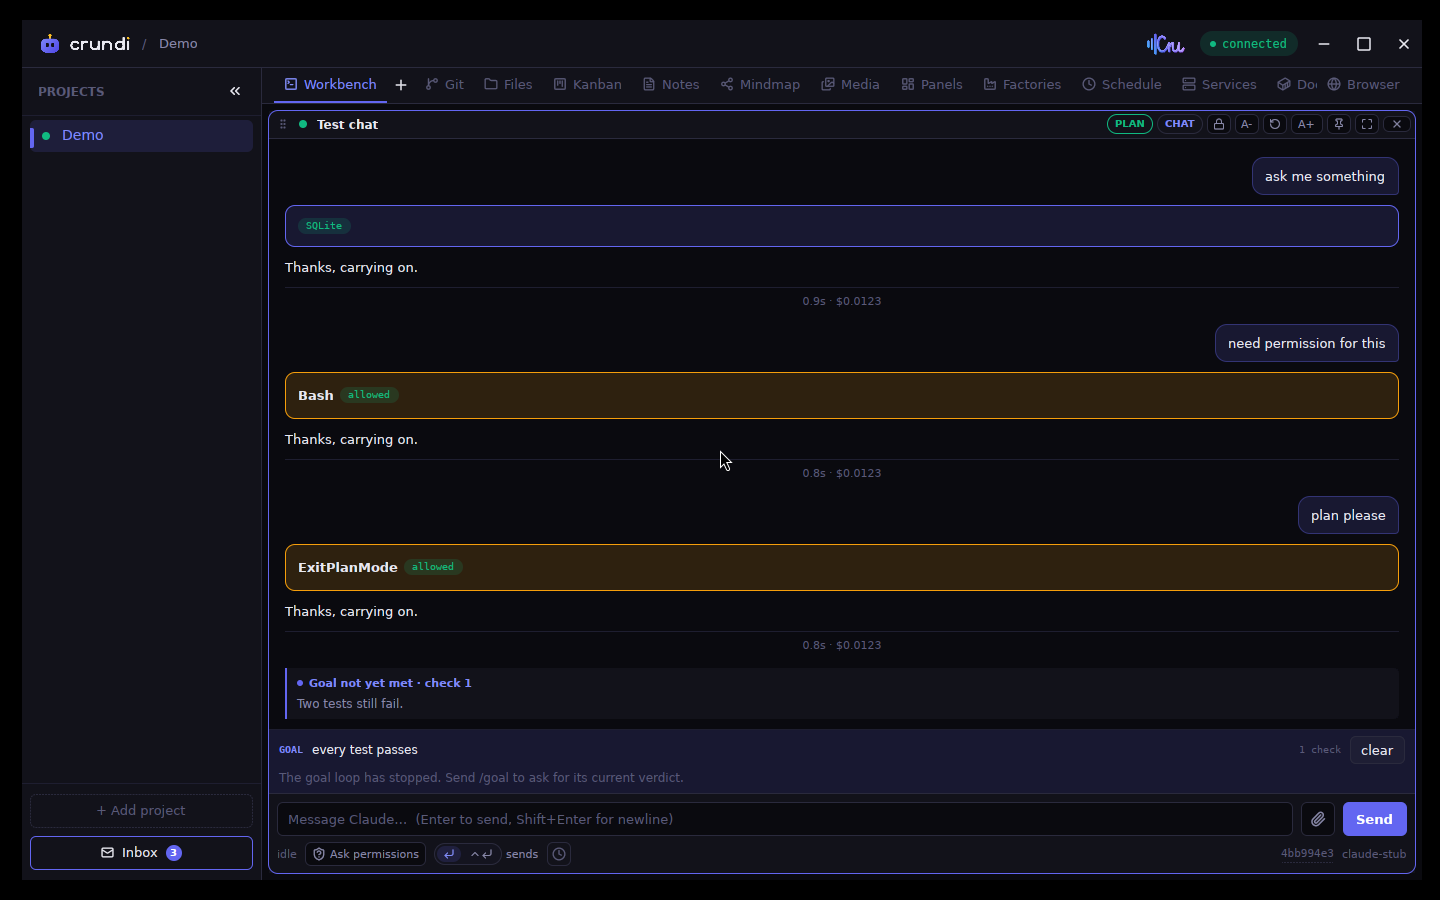 crundi / Demo
Cru
connected
PROJECTS
Workbench
Git
Files
Kanban
Notes
Mindmap
Media
Panels
Factories
Schedule
Services
Doc
Browser
Demo
Test chat
PLAN
CHAT
A-
A+
ask me something
SQLite
Thanks, carrying on.
0.9s · $0.0123
need permission for this
Bash allowed
Thanks, carrying on.
0.8s · $0.0123
plan please
ExitPlanMode allowed
Thanks, carrying on.
0.8s · $0.0123
Goal not yet met · check 1
Two tests still fail.
GOAL every test passes
1 check
clear
The goal loop has stopped. Send /goal to ask for its current verdict.
Message Claude... (Enter to send, Shift+Enter for newline)
Send
idle
Ask permissions
sends
4bb994e3 claude-stub
+ Add project
Inbox 3